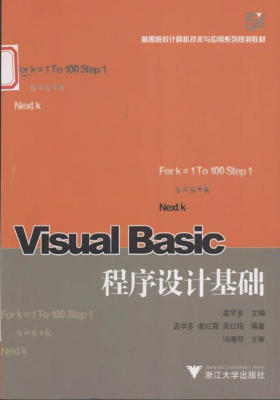 高等院校计算机技术与应用系列规划教材
For k = 1 To 100 Step 1
s = s + k
Next k
For k = 1 To 100 Step 1
s = s + k
Next k
Visual Basic
程序设计基础
孟学多 主编
孟学多 谢红霞 吴红梅 编著
冯博琴 主审
For k = 1 To 100 Step 1
s = s + k
Next k
浙江大学出版社